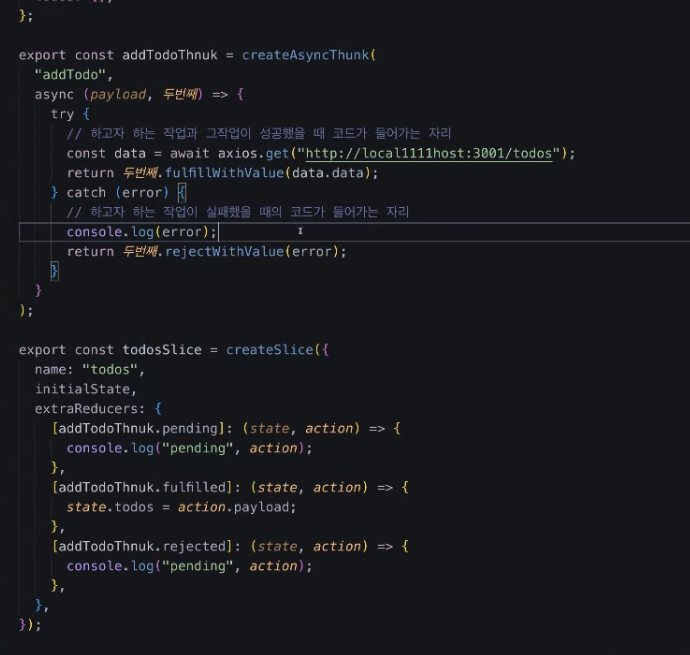 };
export const addTodoThnuk = createAsyncThunk(
"addTodo",
async (payload, 두번째) => {
try {
// 하고자 하는 작업과 그작업이 성공했을 때 코드가 들어가는 자리
const data = await axios.get("http://local1111host:3001/todos");
return 두번째.fulfillWithValue(data.data);
} catch (error) {
// 하고자 하는 작업이 실패했을 때의 코드가 들어가는 자리
console.log(error);
return 두번째.rejectWithValue(error);
}
}
);
export const todosSlice = createSlice({
name: "todos",
initialState,
extraReducers: {
[addTodoThnuk.pending]: (state, action) => {
console.log("pending", action);
},
[addTodoThnuk.fulfilled]: (state, action) => {
state.todos = action.payload;
},
[addTodoThnuk.rejected]: (state, action) => {
console.log("pending", action);
},
},
});